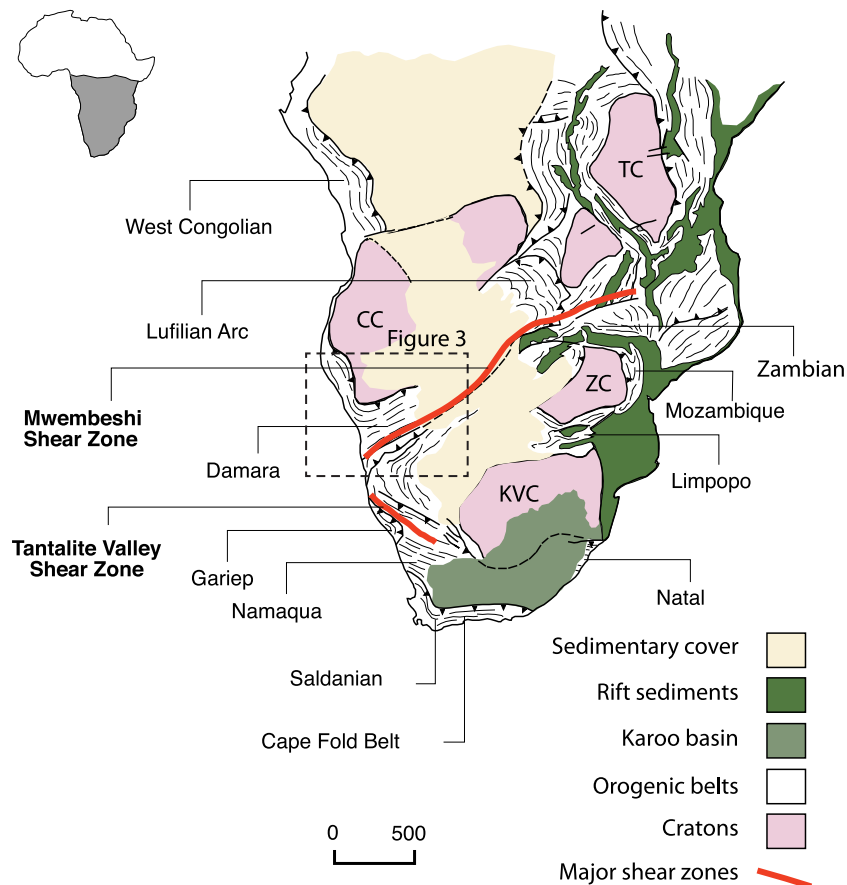 TC
West Congolian
Lufilian Arc
CC
Figure 3
Zambian
ZC
Mwembeshi
Shear Zone
Mozambique
Damara
Limpopo
KVC
Tantalite Valley
Shear Zone
Gariep
Namaqua
Natal
Saldanian
Cape Fold Belt
Sedimentary cover
Rift sediments
Karoo basin
Orogenic belts
Cratons
Major shear zones
0 500